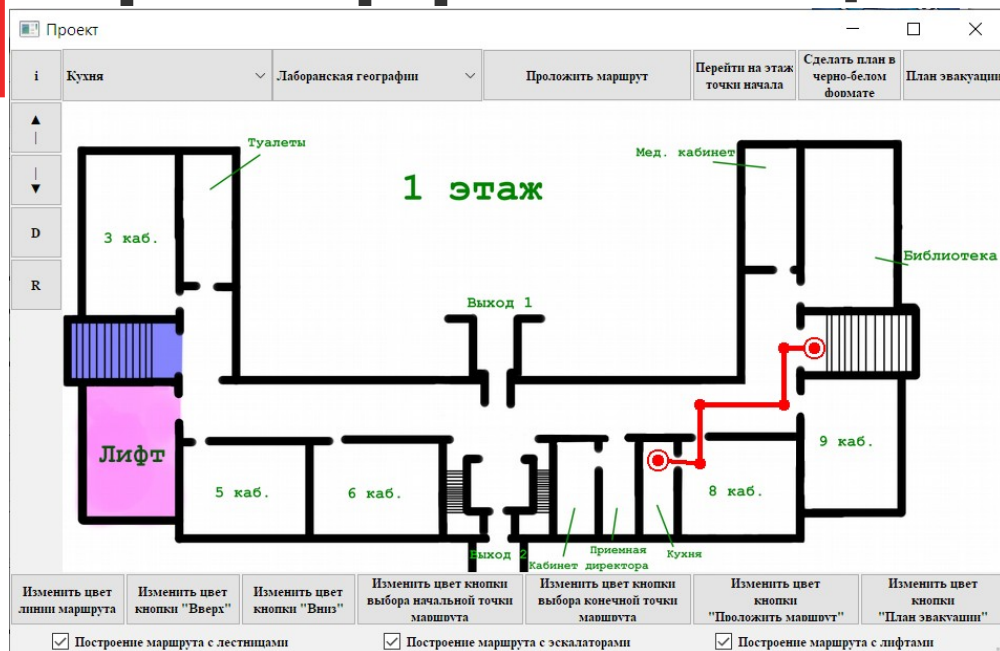 Проект
i
Кухня
Лаборанская географии
Проложить маршрут
Перейти на этаж
точки начала
Сделать план в
черно-белом
формате
План эвакуации
D
R
Туалеты
Мед. кабинет
1 этаж
3 каб.
Библиотека
Выход 1
Лифт
9 каб.
5 каб.
6 каб.
8 каб.
Выход 2
Приемная
Кухня
Кабинет директора
Изменить цвет
линии маршрута
Изменить цвет
кнопки "Вверх"
Изменить цвет
кнопки "Вниз"
Изменить цвет кнопки
выбора начальной точки
маршрута
Изменить цвет кнопки
выбора конечной точки
маршрута
Изменить цвет
кнопки
"Проложить маршрут"
Изменить цвет
кнопки
"План эвакуации"
Построение маршрута с лестницами
Построение маршрута с эскалаторами
Построение маршрута с лифтами